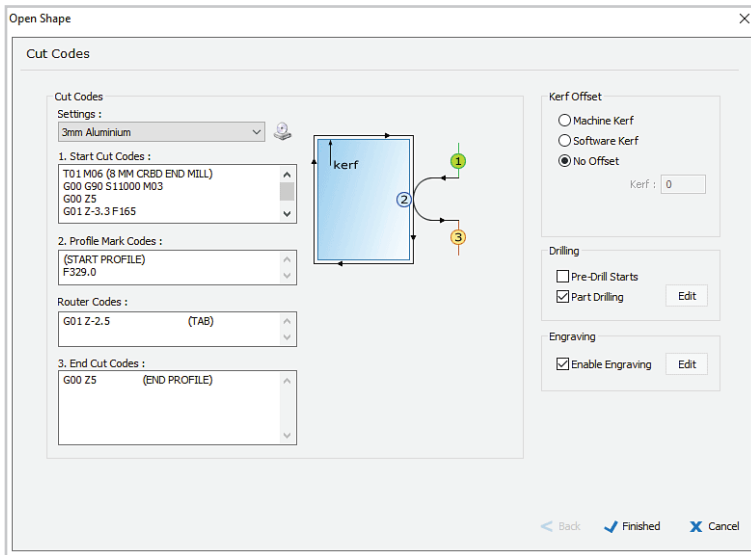 Open Shape
Cut Codes
Cut Codes
Settings :
3mm Aluminium
1. Start Cut Codes :
T01 M06 (8 MM CRBD END MILL)
G00 G90 S11000 M03
G00 Z5
G01 Z-3.3 F165
2. Profile Mark Codes :
(START PROFILE)
F329.0
Router Codes :
G01 Z-2.5 (TAB)
3. End Cut Codes :
G00 Z5 (END PROFILE)
kerf
1
2
3
Kerf Offset
Machine Kerf
Software Kerf
No Offset
Kerf : 0
Drilling
Pre-Drill Starts
Part Drilling Edit
Engraving
Enable Engraving Edit
< Back Finished X Cancel